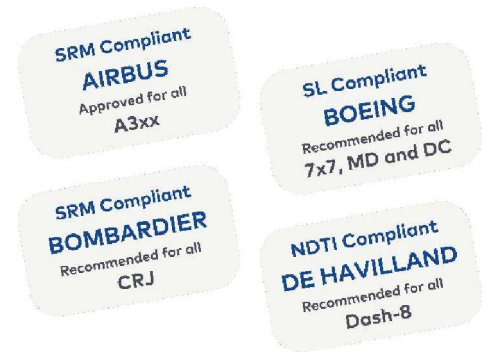 SRM Compliant
AIRBUS
Approved for all
A3xx
SL Compliant
BOEING
Recommended for all
7x7, MD and DC
SRM Compliant
BOMBARDIER
Recommended for all
CRJ
NDTI Compliant
DE HAVILLAND
Recommended for all
Dash-8